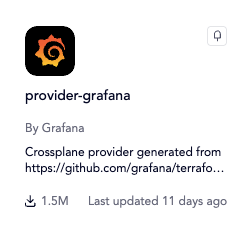 provider-grafana
By Grafana
Crossplane provider generated from
https://github.com/grafana/terrafo...
1.5M Last updated 11 days ago